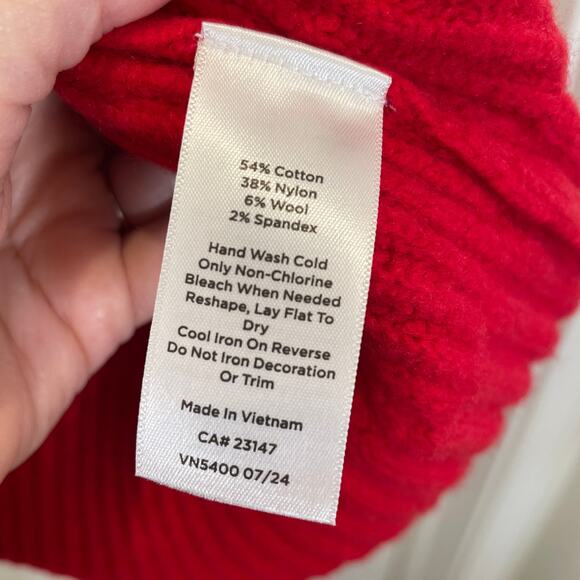 54% Cotton
38% Nylon
6% Wool
2% Spandex
Hand Wash Cold
Only Non-Chlorine
Bleach When Needed
Reshape, Lay Flat To
Dry
Cool Iron On Reverse
Do Not Iron Decoration
Or Trim
Made In Vietnam
CA# 23147
VN5400 07/24